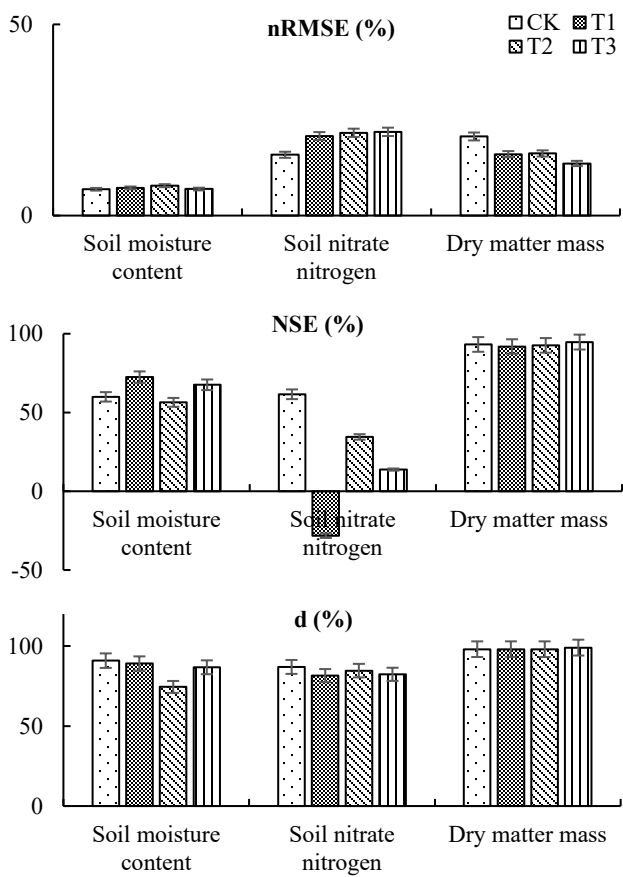 50
nRMSE (%)
CK T1
T2 T3
0
Soil moisture
content
Soil nitrate
nitrogen
Dry matter mass
NSE (%)
100
50
0
-50
Soil moisture
content
Soil nitrate
nitrogen
Dry matter mass
d (%)
100
50
0
Soil moisture
content
Soil nitrate
nitrogen
Dry matter mass